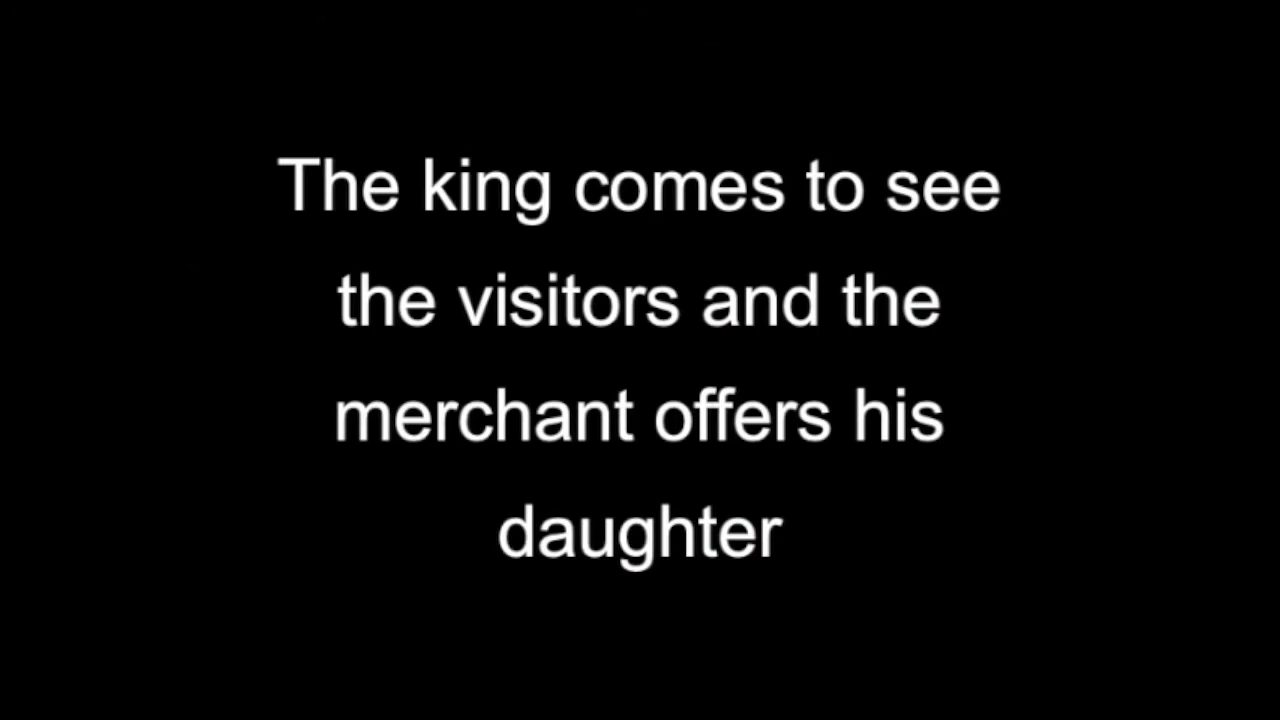 The king comes to see
the visitors and the
merchant offers his
daughter